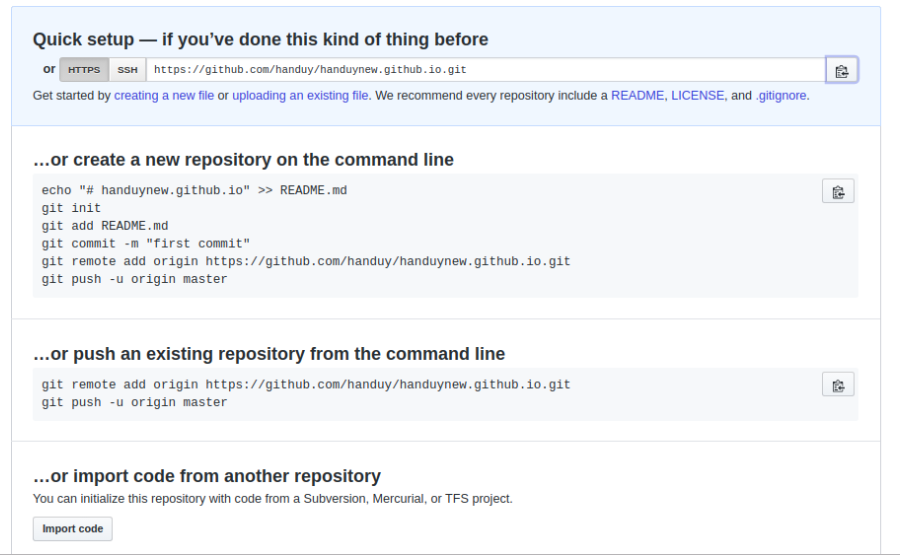 Quick setup — if you’ve done this kind of thing before
or HTTPS SSH https://github.com/handuy/handuynew.github.io.git
Get started by creating a new file or uploading an existing file. We recommend every repository include a README, LICENSE, and .gitignore.
…or create a new repository on the command line
echo "# handuynew.github.io" >> README.md
git init
git add README.md
git commit -m "first commit"
git remote add origin https://github.com/handuy/handuynew.github.io.git
git push -u origin master
…or push an existing repository from the command line
git remote add origin https://github.com/handuy/handuynew.github.io.git
git push -u origin master
…or import code from another repository
You can initialize this repository with code from a Subversion, Mercurial, or TFS project.
Import code